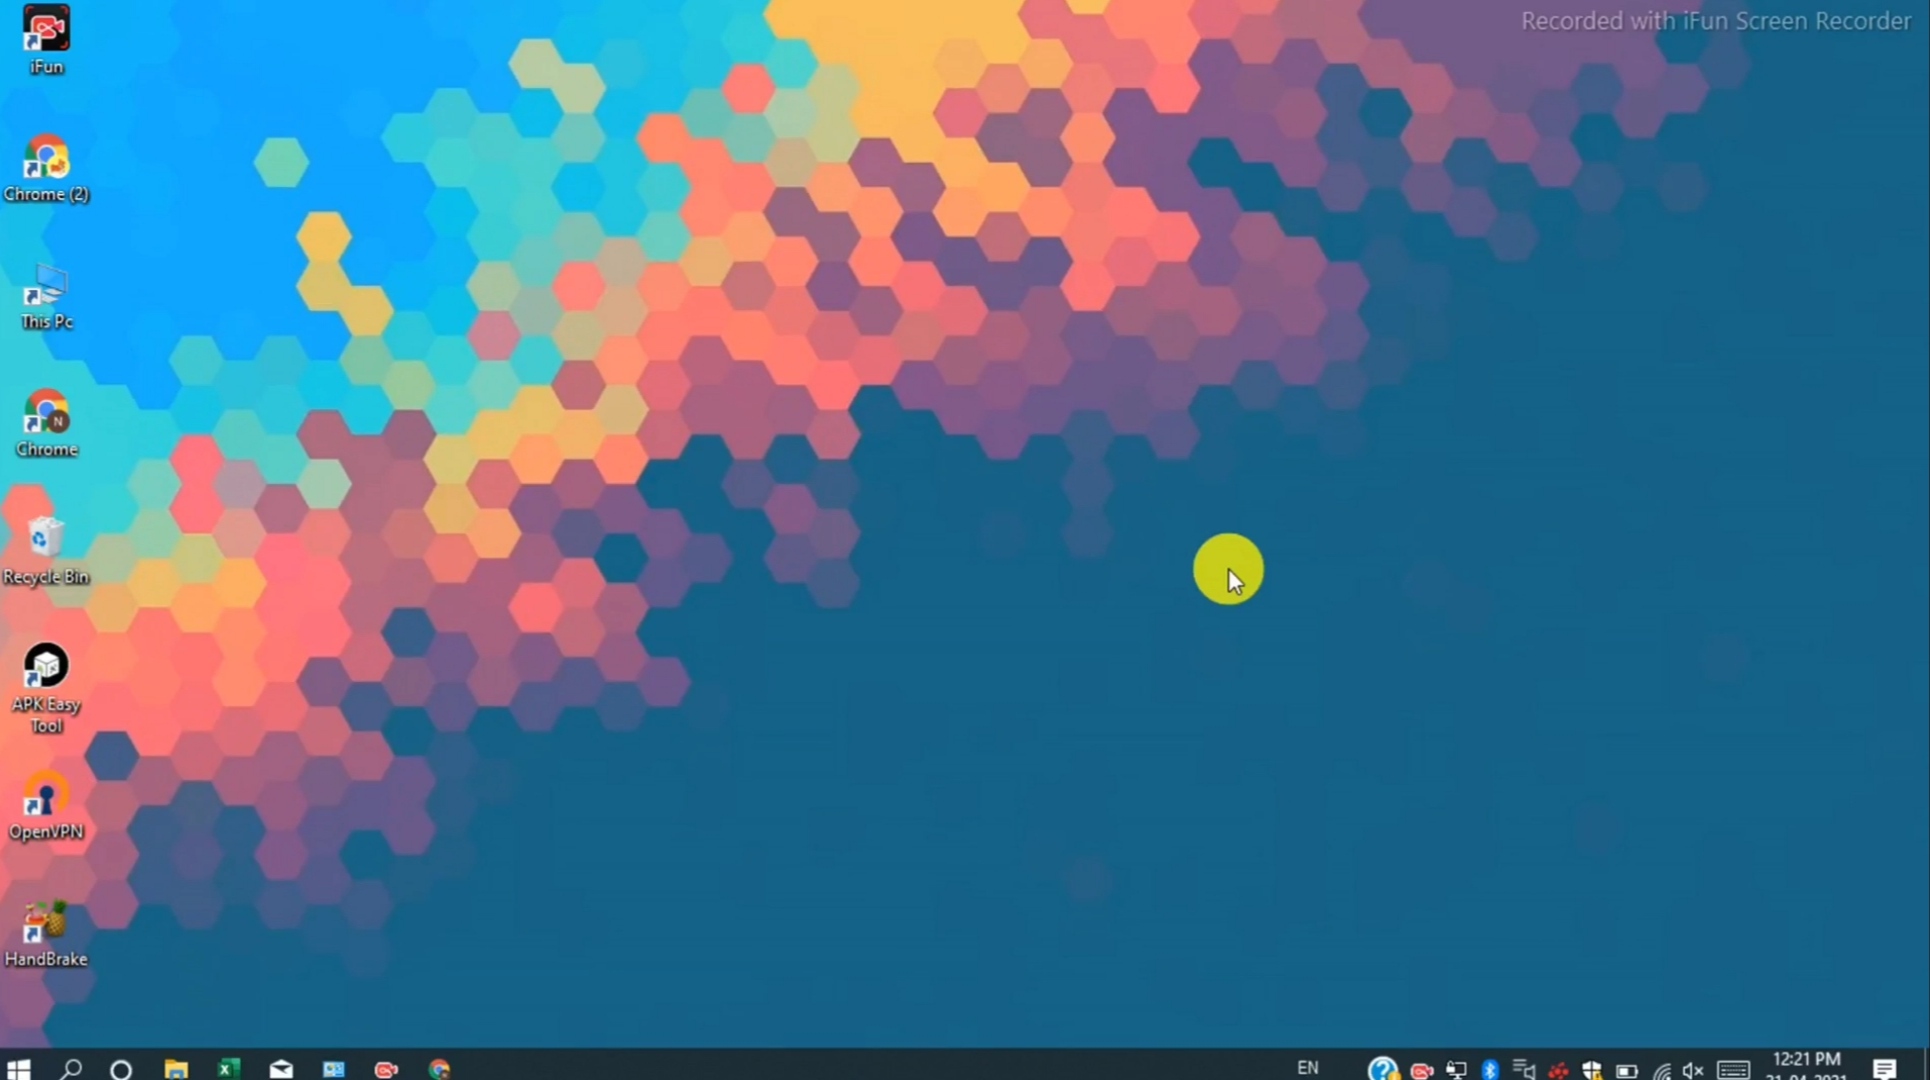 Recorded with iFun Screen Recorder
iFun
Chrome (2)
This Pc
N
Chrome
Recycle Bin
APK Easy
Tool
OpenVPN
HandBrake
EN
12:21 PM